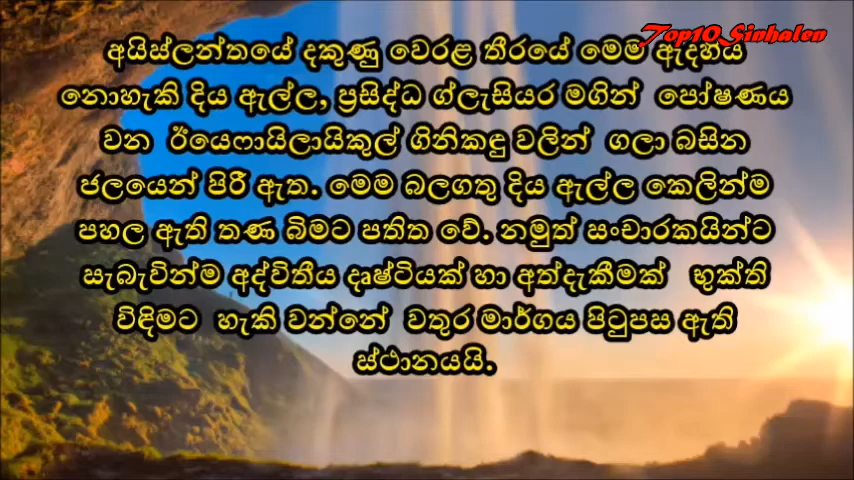 Top10 Sinhalen
අයිස්ලන්තයේ දකුණු වෙරළ තීරයේ මෙම ඇදහිය
නොහැකි දිය ඇල්ල, ප්‍රසිද්ධ ග්ලැසියර මගින් පෝෂණය
වන ඊයෙෆායිලායිකුල් ගිනිකඳු වලින් ගලා බසින
ජලයෙන් පිරී ඇත. මෙම බලගතු දිය ඇල්ල කෙලින්ම
පහල ඇති තණ බිමට පතිත වේ. නමුත් සංචාරකයින්ට
සැබැවින්ම අද්විතීය දෘෂ්ටියක් හා අත්දැකීමක් භුක්ති
විඳිමට හැකි වන්නේ වතුර මාර්ගය පිටුපස ඇති
ස්ථානයයි.